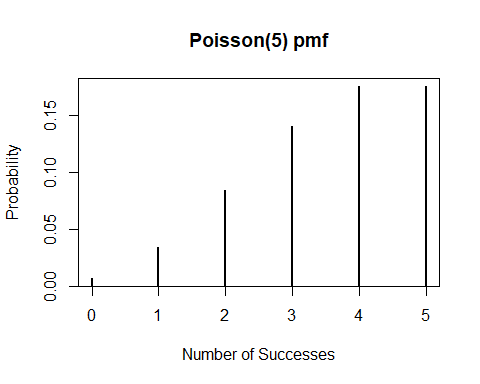 Poisson(5) pmf
Probability
0.15
0.10
0.05
0.00
0 1 2 3 4 5
Number of Successes